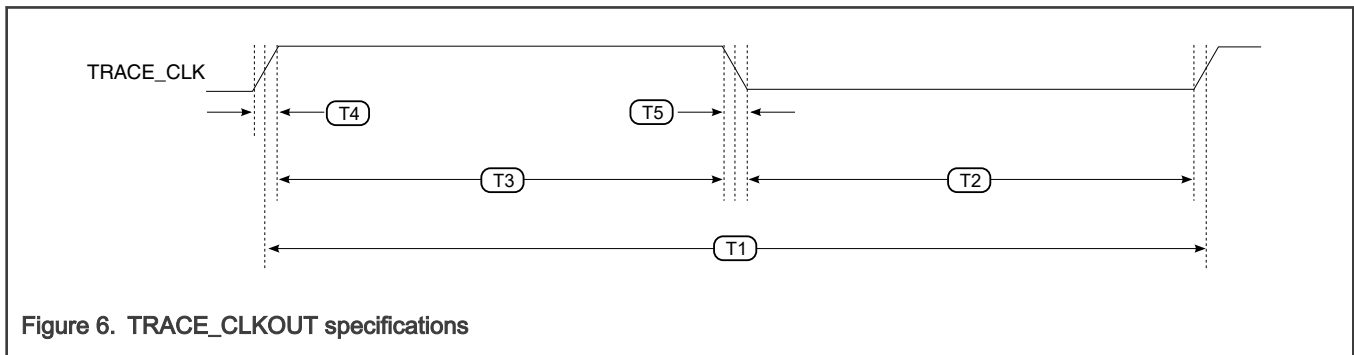 TRACE_CLK
T4
T5
T3
T2
T1
Figure 6. TRACE_CLKOUT specifications